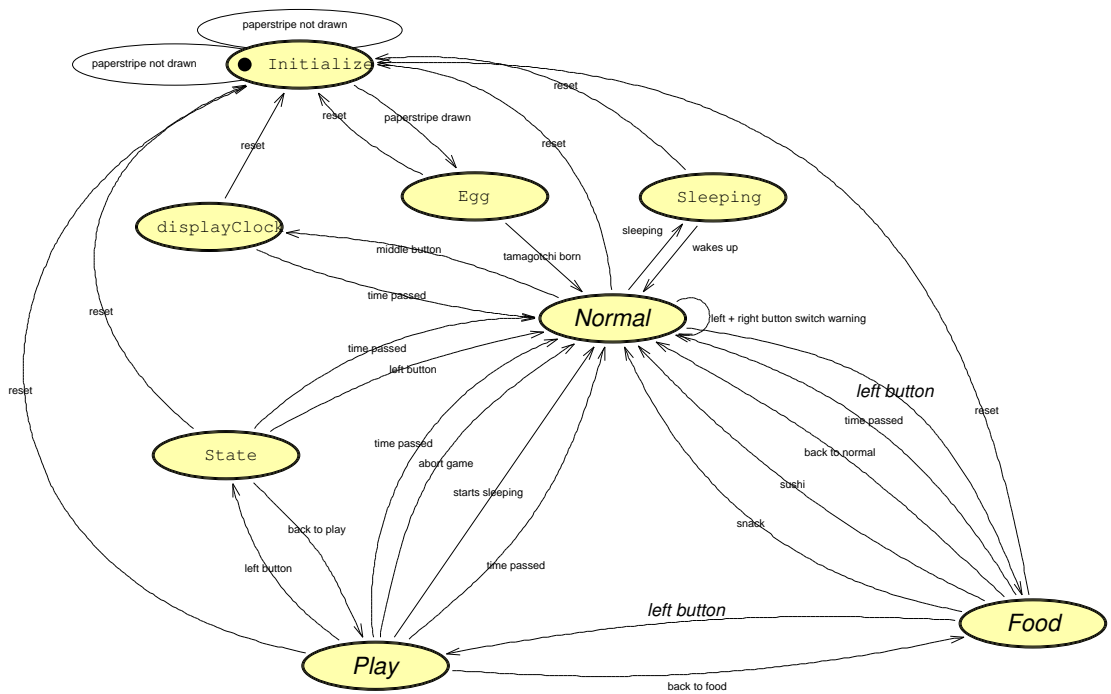 paperstripe not drawn
paperstripe not drawn
Initialize
reset
reset
paperstripe drawn
reset
reset
Egg
Sleeping
displayClock
middle button
tamagotchi born
sleeping
wakes up
time passed
reset
Normal
left + right button switch warning
time passed
left button
reset
left button
time passed
reset
time passed
back to normal
State
abort game
sushi
starts sleeping
snack
back to play
left button
time passed
left button
Food
Play
back to food